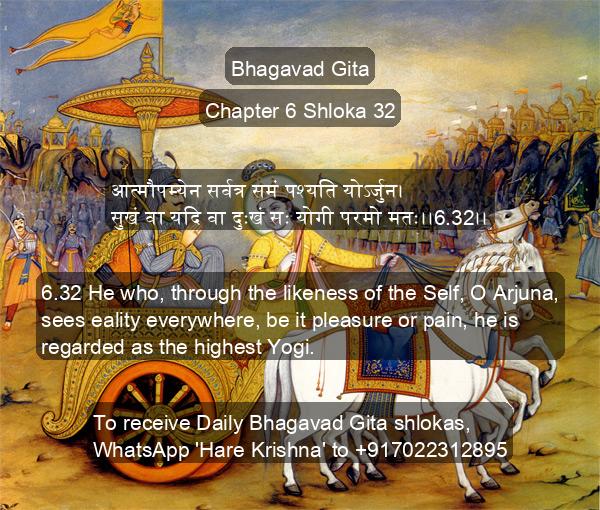 Bhagavad Gita
Chapter 6 Shloka 32
आत्मौपम्येन सर्वत्र समं पश्यति योऽर्जुन।
सुखं वा यदि वा दुःखं सः योगी परमो मतः।।6.32।।
6.32 He who, through the likeness of the Self, O Arjuna,
sees eality everywhere, be it pleasure or pain, he is
regarded as the highest Yogi.
To receive Daily Bhagavad Gita shlokas,
WhatsApp 'Hare Krishna' to +917022312895